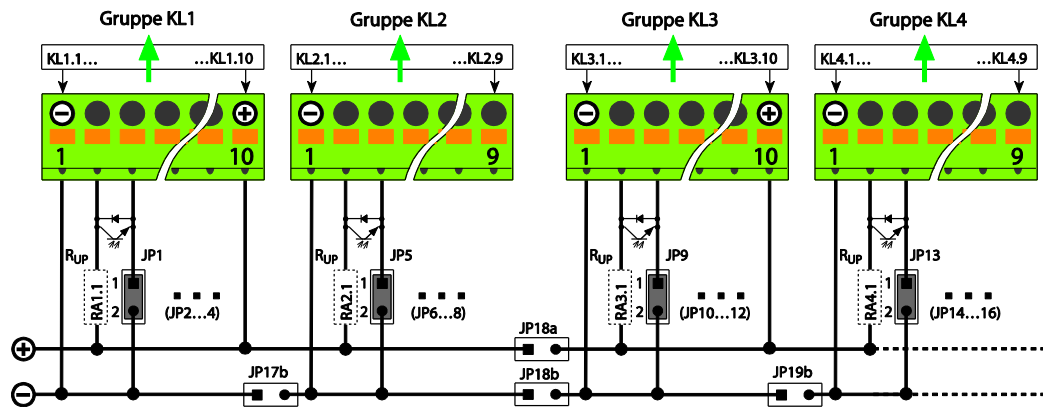 Gruppe KL1 Gruppe KL2 Gruppe KL3 Gruppe KL4
KL1.1... ...KL1.10 KL2.1... ...KL2.9 KL3.1... ...KL3.10 KL4.1... ...KL4.9
− + − − + −
1 10 1 9 1 10 1 9
RUP JP1 RUP JP5 RUP JP9 RUP JP13
RA1.1 1 RA2.1 1 RA3.1 1 RA4.1 1
2 (JP2...4) 2 (JP6...8) 2 (JP10...12) 2 (JP14...16)
JP18a
+
JP17b JP18b JP19b
−